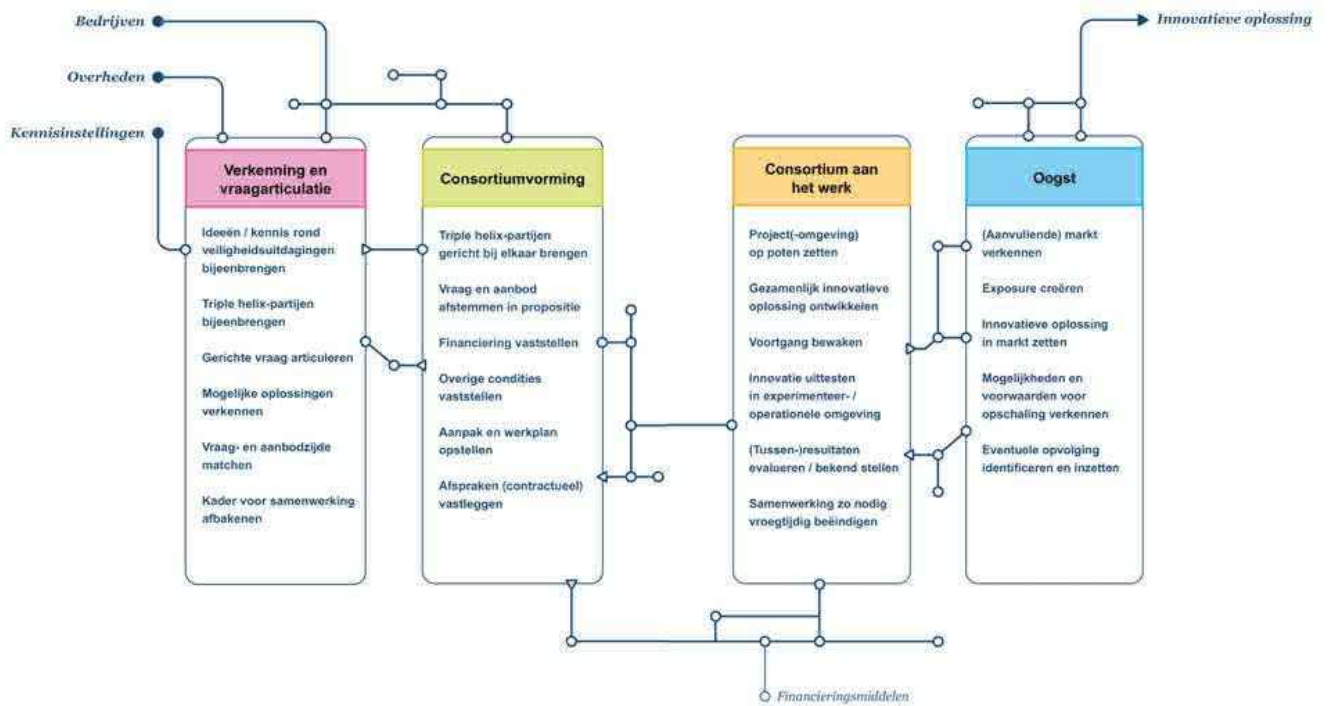 Bedrijven
Overheden
Kennisinstellingen
Innovatieve oplossing
Verkenning en
vraagarticulatie
Ideeën / kennis rond
veiligheidsuitdagingen
bijeenbrengen
Triple helix-partijen
bijeenbrengen
Gerichte vraag articuleren
Mogelijke oplossingen
verkennen
Vraag- en aanbodzijde
matchen
Kader voor samenwerking
afbakenen
Consortiumvorming
Triple helix-partijen
gericht bij elkaar brengen
Vraag en aanbod
afstemmen in propositie
Financiering vaststellen
Overige condities
vaststellen
Aanpak en werkplan
opstellen
Afspraken (contractueel)
vastleggen
Consortium aan
het werk
Project(-omgeving)
op poten zetten
Gezamenlijk innovatieve
oplossing ontwikkelen
Voortgang bewaken
Innovatie uittesten
in experimenteer- /
operationele omgeving
(Tussen-)resultaten
evalueren / bekend stellen
Samenwerking zo nodig
vroegtijdig beëindigen
Oogst
(Aanvullende) markt
verkennen
Exposure creëren
Innovatieve oplossing
in markt zetten
Mogelijkheden en
voorwaarden voor
opschaling verkennen
Eventuele opvolging
identificeren en inzetten
Financieringsmiddelen